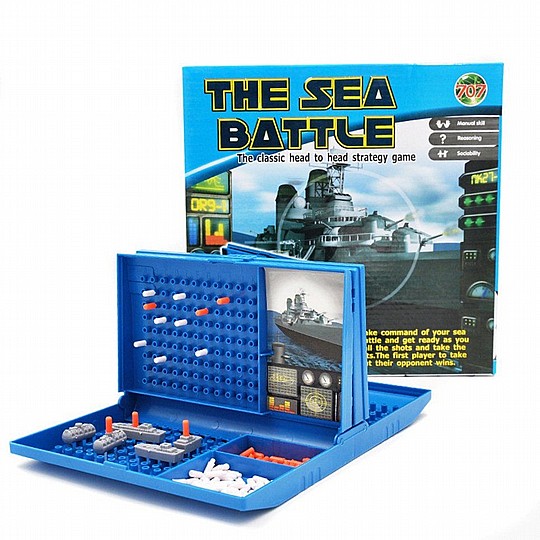 THE SEA
BATTLE
The classic head to head strategy game
707
Manual skill
?
Reasoning
Sociability
ake command of your sea
attle and get ready as you
ll the shots and take the
ts.The first player to take
t their opponent wins.